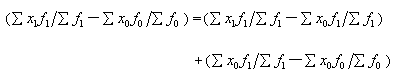 (∑ x₁f₁/∑ f₁－∑ x₀f₀/∑ f₀ ) =(∑ x₁f₁/∑ f₁－∑ x₀f₁/∑ f₁)
+(∑ x₀f₁/∑ f₁－∑ x₀f₀/∑ f₀ )